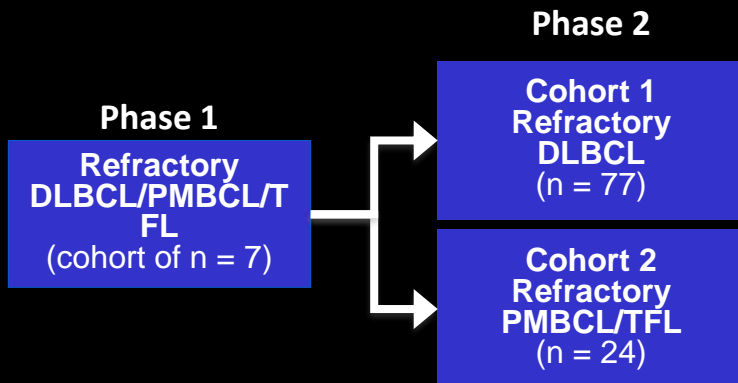 Phase 1
Refractory
DLBCL/PMBCL/T
FL
(cohort of n = 7)
Phase 2
Cohort 1
Refractory
DLBCL
(n = 77)
Cohort 2
Refractory
PMBCL/TFL
(n = 24)